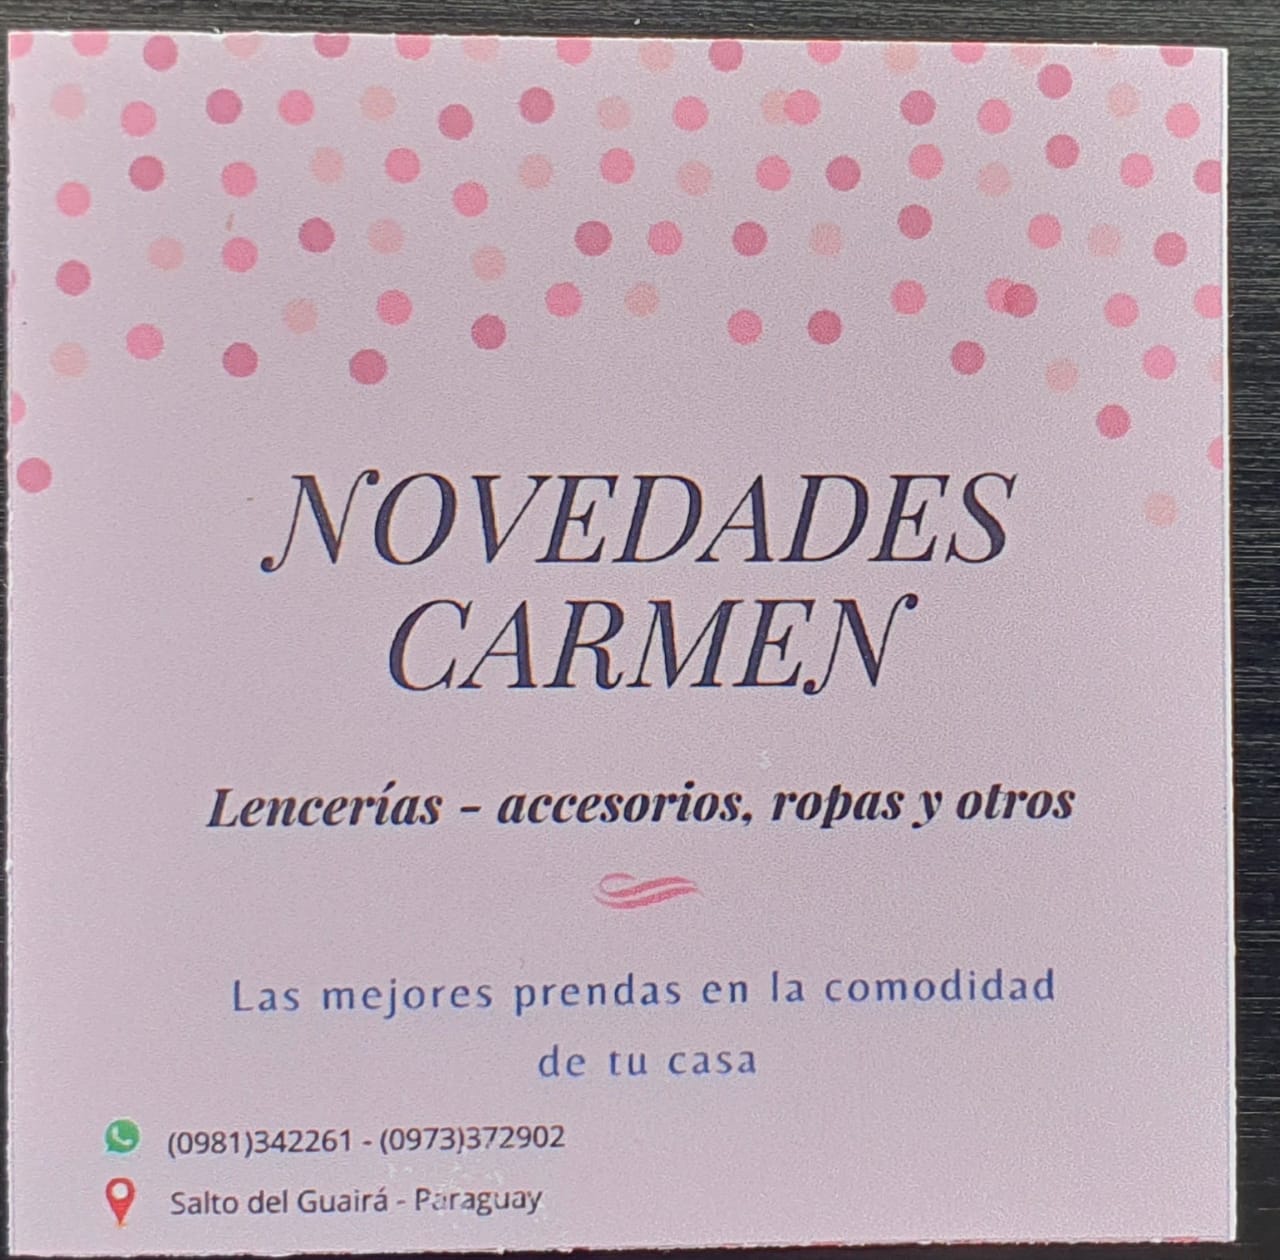 NOVEDADES
CARMEN
Lencerías - accesorios, ropas y otros
Las mejores prendas en la comodidad
de tu casa
(0981)342261 - (0973)372902
Salto del Guairá - Paraguay